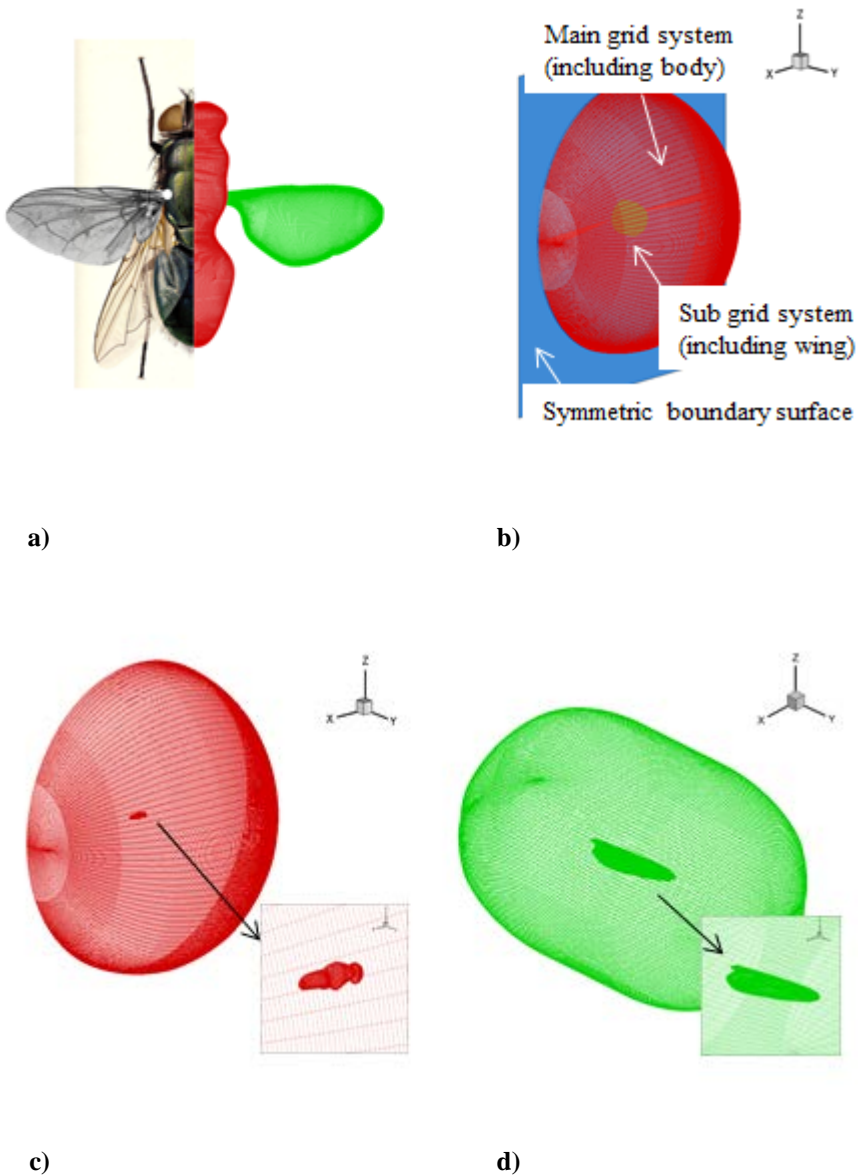 Main grid system
(including body)
Z
X
Y
Sub grid system
(including wing)
Symmetric boundary surface
a)
b)
Z
X
Y
Z
X
Y
c)
d)